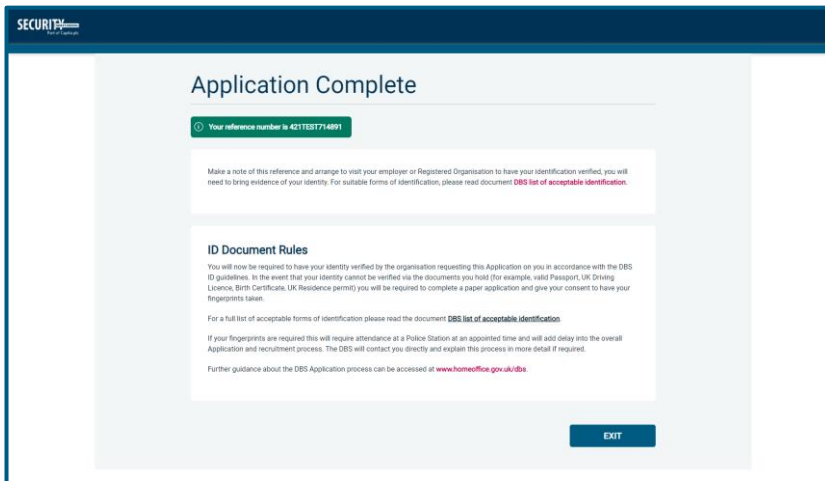 SECURITY
Part of Capita plc
Application Complete
Your reference number is 421TEST714891
Make a note of this reference and arrange to visit your employer or Registered Organisation to have your identification verified, you will
need to bring evidence of your identity. For suitable forms of identification, please read document DBS list of acceptable identification.
ID Document Rules
You will now be required to have your identity verified by the organisation requesting this Application on you in accordance with the DBS
ID guidelines. In the event that your identity cannot be verified via the documents you hold (for example, valid Passport, UK Driving
Licence, Birth Certificate, UK Residence permit) you will be required to complete a paper application and give your consent to have your
fingerprints taken.
For a full list of acceptable forms of identification please read the document DBS list of acceptable identification.
If your fingerprints are required this will require attendance at a Police Station at an appointed time and will add delay into the overall
Application and recruitment process. The DBS will contact you directly and explain this process in more detail if required.
Further guidance about the DBS Application process can be accessed at www.homeoffice.gov.uk/dbs.
EXIT